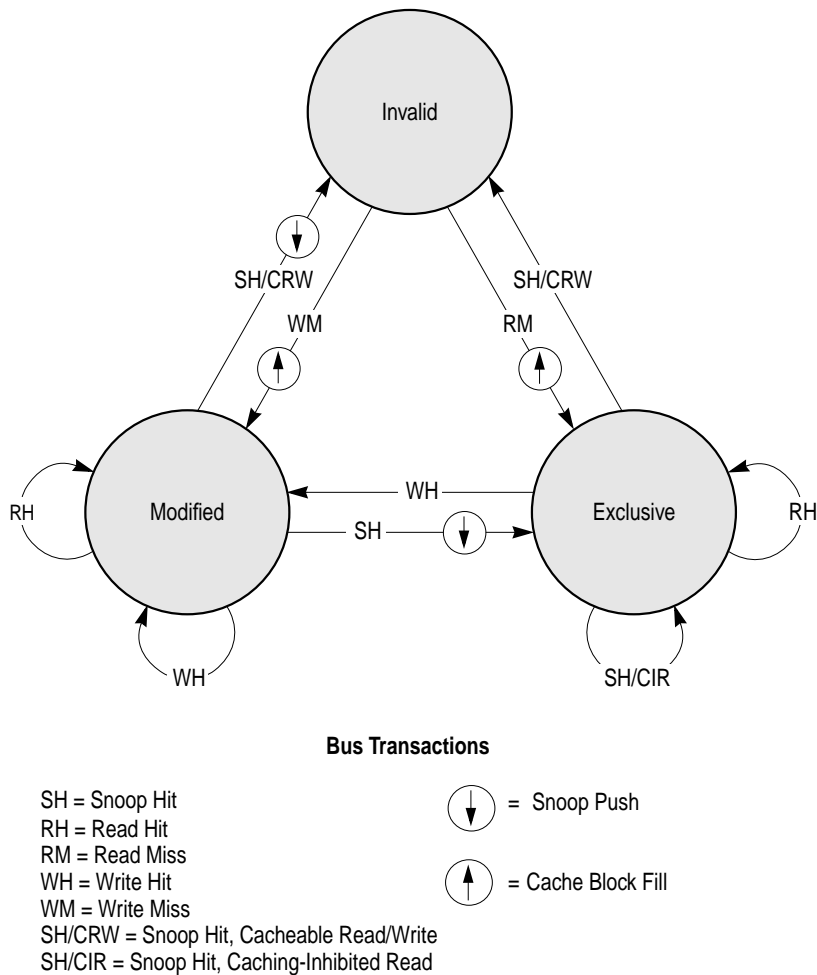 Invalid
SH/CRW
SH/CRW
WM
RM
WH
RH
Modified
Exclusive
RH
SH
WH
SH/CIR
Bus Transactions
SH = Snoop Hit
RH = Read Hit
RM = Read Miss
WH = Write Hit
WM = Write Miss
SH/CRW = Snoop Hit, Cacheable Read/Write
SH/CIR = Snoop Hit, Caching-Inhibited Read
= Snoop Push
= Cache Block Fill